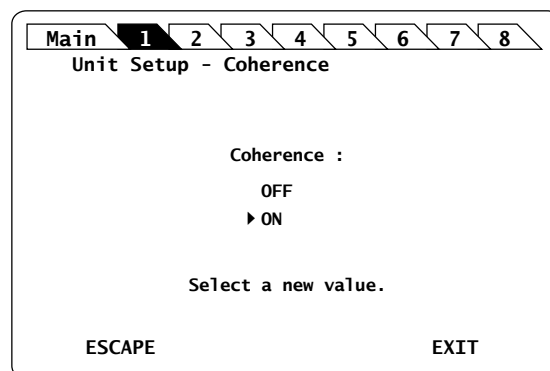 Main 1 2 3 4 5 6 7 8
Unit Setup - Coherence
Coherence :
OFF
ON
Select a new value.
ESCAPE EXIT